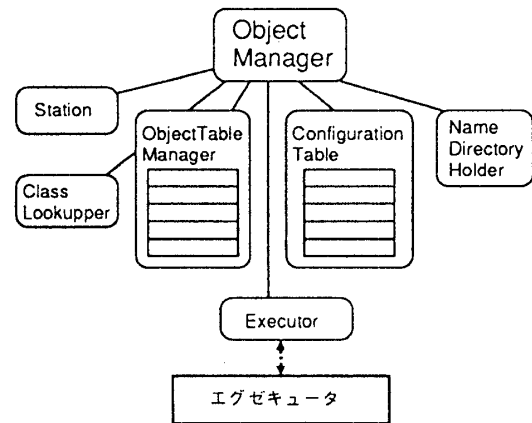 Object
Manager
Station
ObjectTable
Manager
Configuration
Table
Name
Directory
Holder
Class
Lookupper
Executor
エグゼキュータ